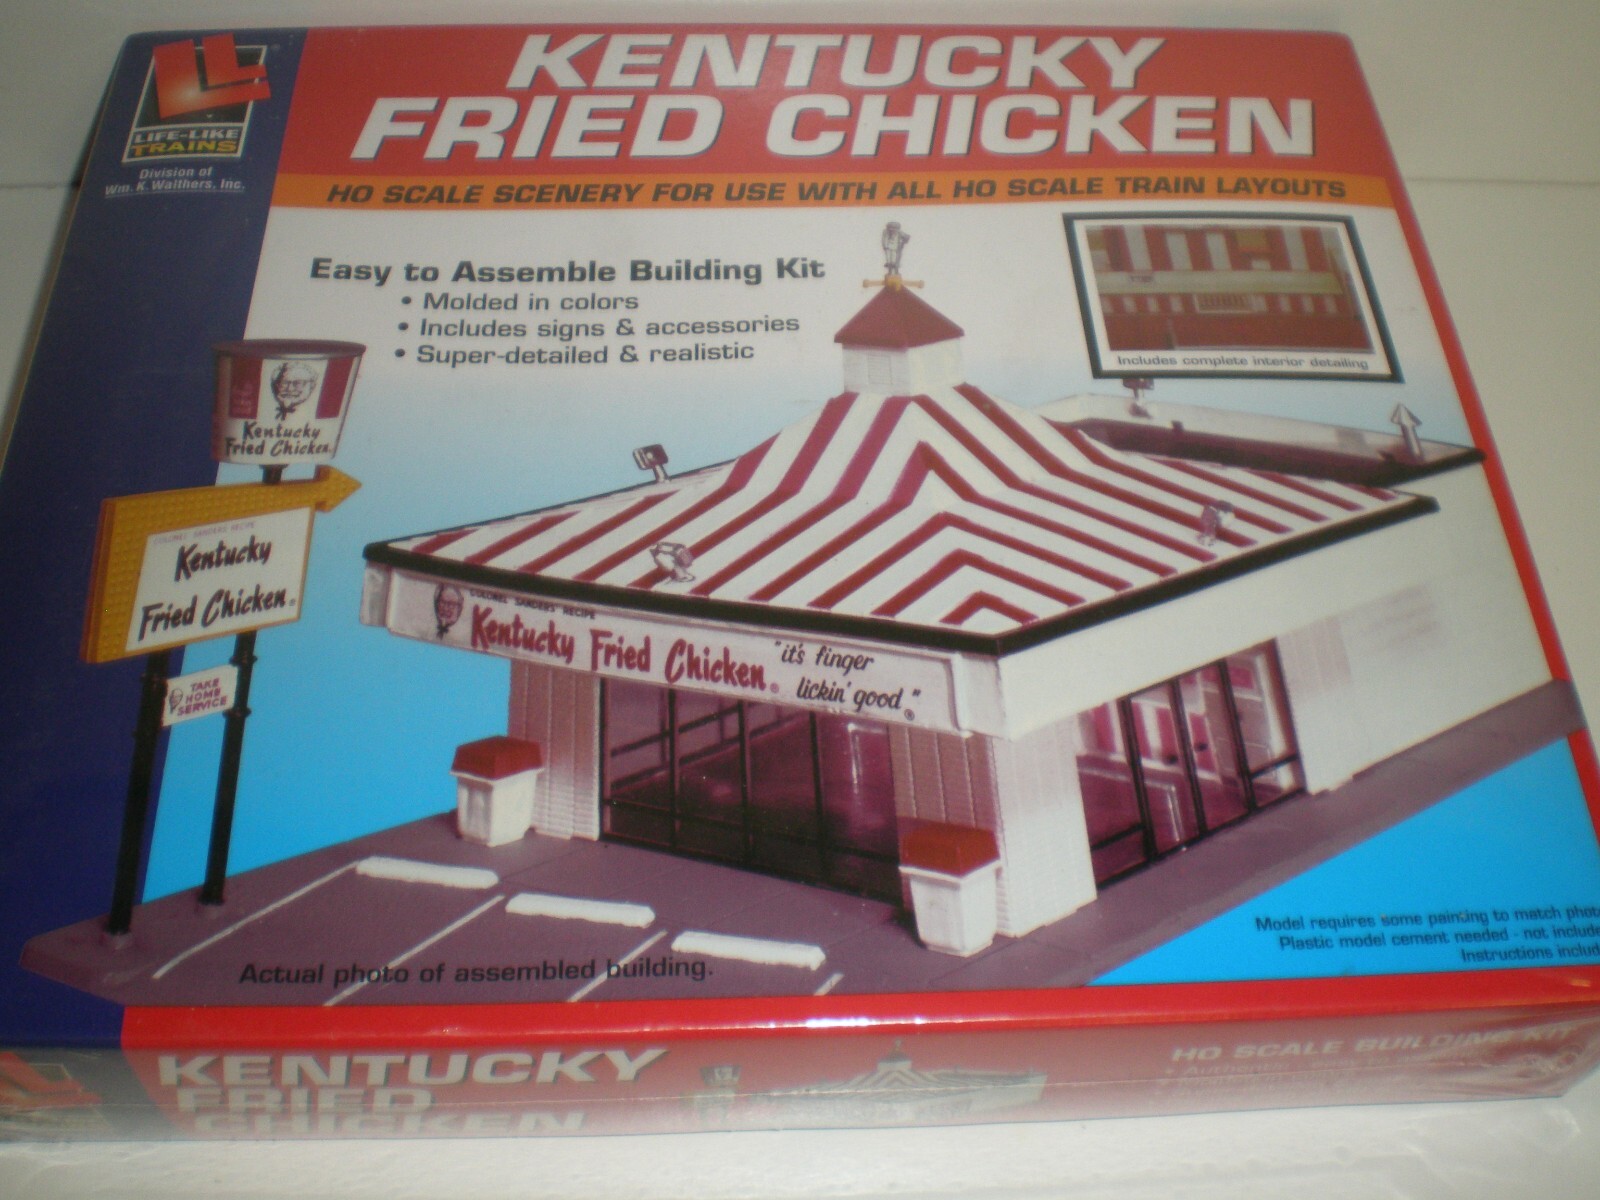 LIFE-LIKE
TRAINS
Division of
Wm. K. Walthers, Inc.
KENTUCKY
FRIED CHICKEN
HO SCALE SCENERY FOR USE WITH ALL HO SCALE TRAIN LAYOUTS
Easy to Assemble Building Kit
• Molded in colors
• Includes signs & accessories
• Super-detailed & realistic
Includes complete interior detailing
Kentucky
Fried Chicken.
COLONEL SANDERS RECIPE
Kentucky
Fried Chicken®
TAKE
HOME
SERVICE
COLONEL SANDERS' RECIPE
Kentucky Fried Chicken® "it's finger
lickin' good"®
Model requires some painting to match
Plastic model cement needed - not
Instructions
Actual photo of assembled building.
KENTUCKY
FRIED
CHICKEN
HO SCALE BUILDING KIT